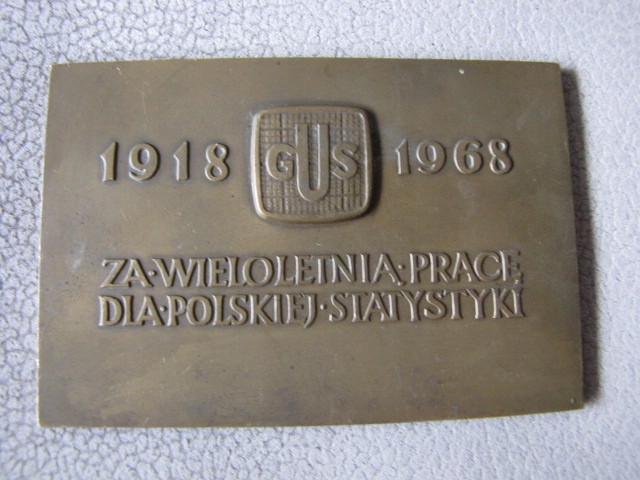 1918 GUS 1968
ZA·WIELOLETNIĄ·PRACĘ
DLA·POLSKIEJ·STATYSTYKI